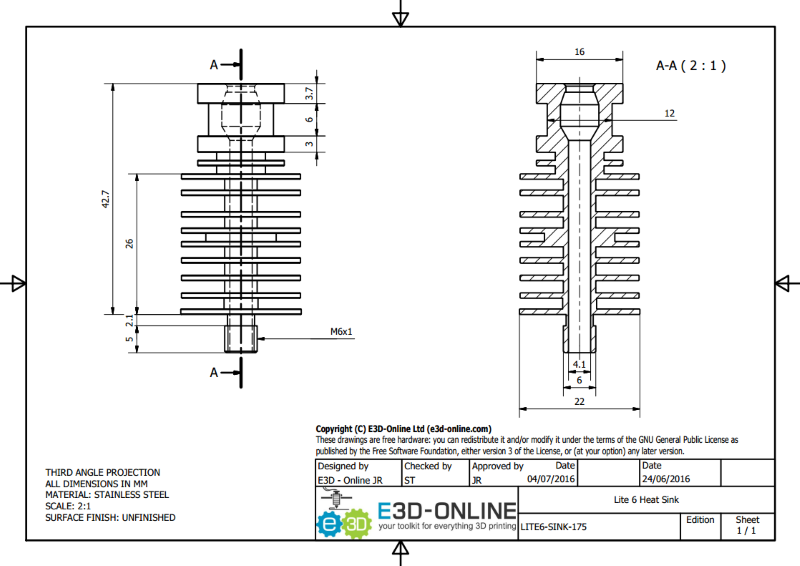 A
A
16
A-A ( 2 : 1 )
3.7
6
3
12
42.7
26
2.1
5
M6x1
4.1
6
22
Copyright (C) E3D-Online Ltd (e3d-online.com)
These drawings are free hardware: you can redistribute it and/or modify it under the terms of the GNU General Public License as
published by the Free Software Foundation, either version 3 of the License, or (at your option) any later version.
THIRD ANGLE PROJECTION
ALL DIMENSIONS IN MM
MATERIAL: STAINLESS STEEL
SCALE: 2:1
SURFACE FINISH: UNFINISHED
Designed by
E3D - Online JR
Checked by
ST
Approved by
JR
Date
04/07/2016
Date
24/06/2016
Lite 6 Heat Sink
e3D
E3D-ONLINE
your toolkit for everything 3D printing
LITE6-SINK-175
Edition
Sheet
1 / 1